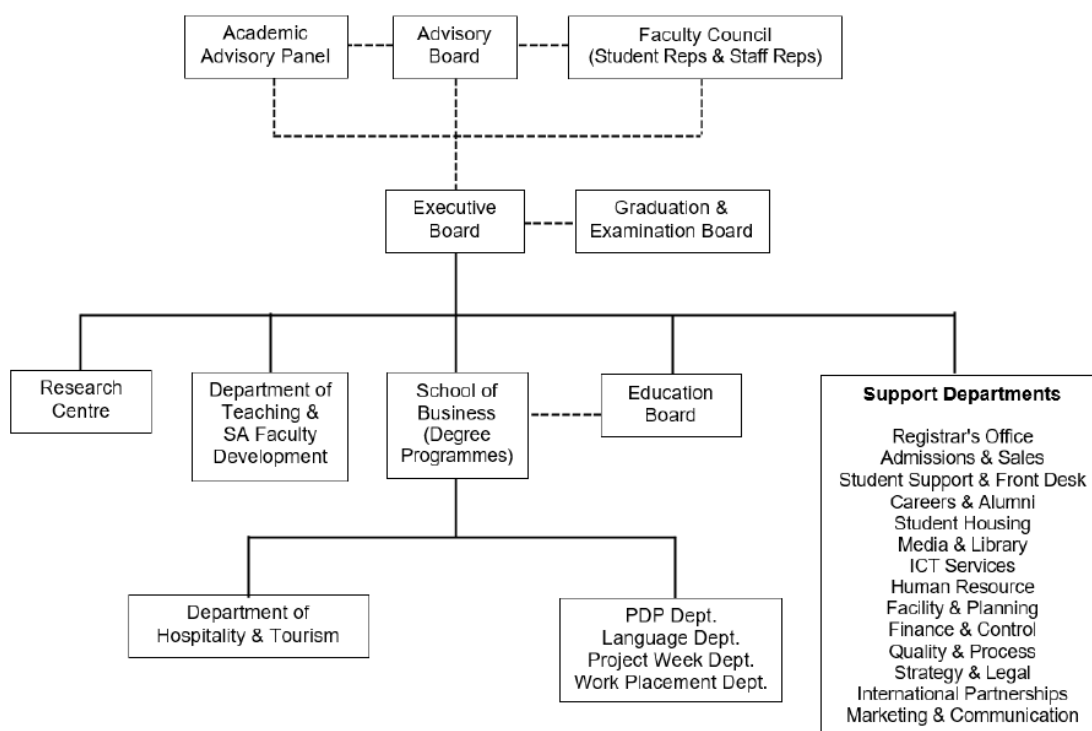 Academic
Advisory Panel
Advisory
Board
Faculty Council
(Student Reps & Staff Reps)
Executive
Board
Graduation &
Examination Board
Research
Centre
Department of
Teaching &
SA Faculty
Development
School of
Business
(Degree
Programmes)
Education
Board
Support Departments
Registrar's Office
Admissions & Sales
Student Support & Front Desk
Careers & Alumni
Student Housing
Media & Library
ICT Services
Human Resource
Facility & Planning
Finance & Control
Quality & Process
Strategy & Legal
International Partnerships
Marketing & Communication
Department of
Hospitality & Tourism
PDP Dept.
Language Dept.
Project Week Dept.
Work Placement Dept.